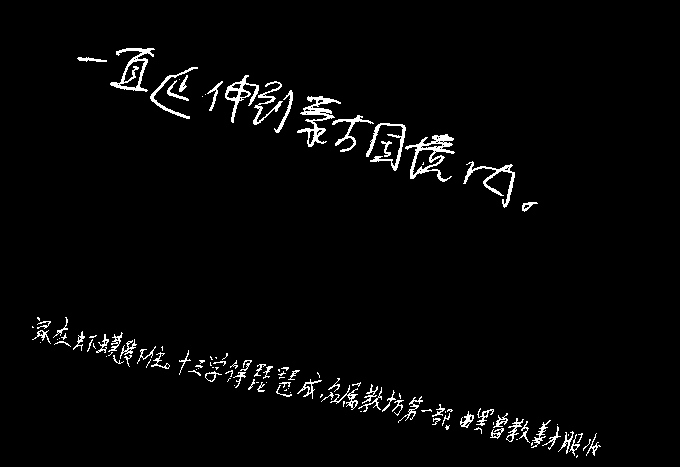 一直延伸到蒙古国境内。
家在虾蟆陵下住。十三学得琵琶成,名属教坊第一部。曲罢曾教善才服,妆